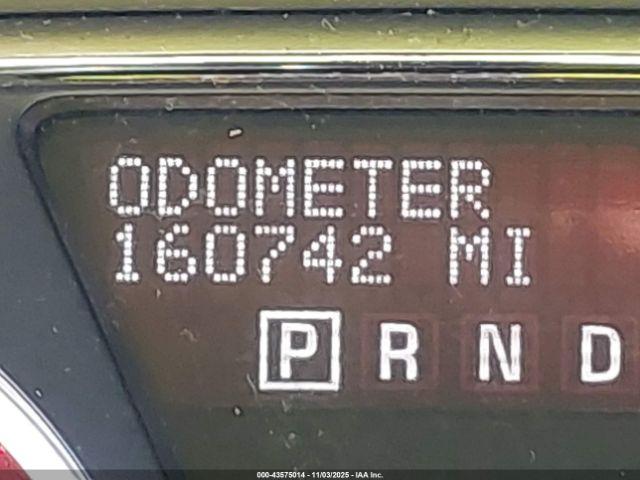 ODOMETER
160742 MI
P R N D
000-43575014 - 11/03/2025 - IAA Inc.